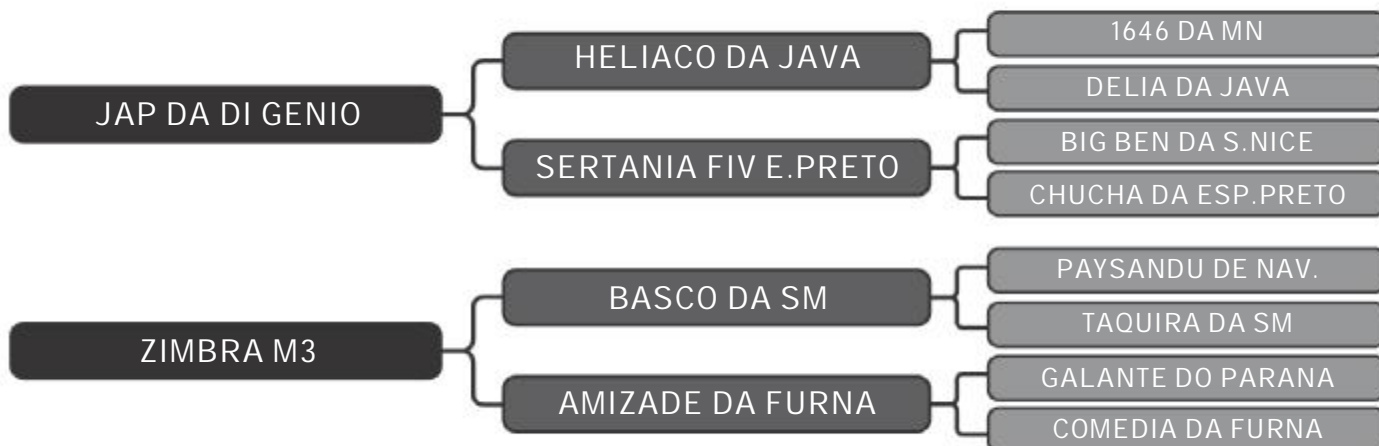 JAP DA DI GENIO
HELIACO DA JAVA
1646 DA MN
DELIA DA JAVA
SERTANIA FIV E.PRETO
BIG BEN DA S.NICE
CHUCHA DA ESP.PRETO
ZIMBRA M3
BASCO DA SM
PAYSANDU DE NAV.
TAQUIRA DA SM
AMIZADE DA FURNA
GALANTE DO PARANA
COMEDIA DA FURNA